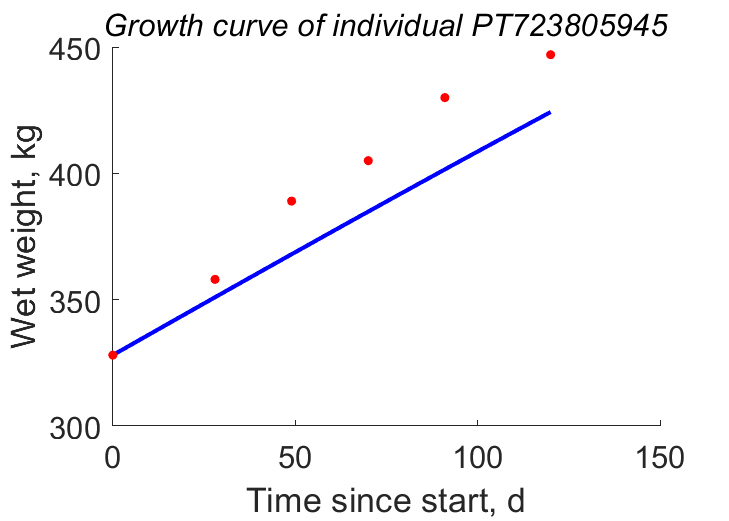 Growth curve of individual PT723805945
Wet weight, kg
450
400
350
300
0 50 100 150
Time since start, d